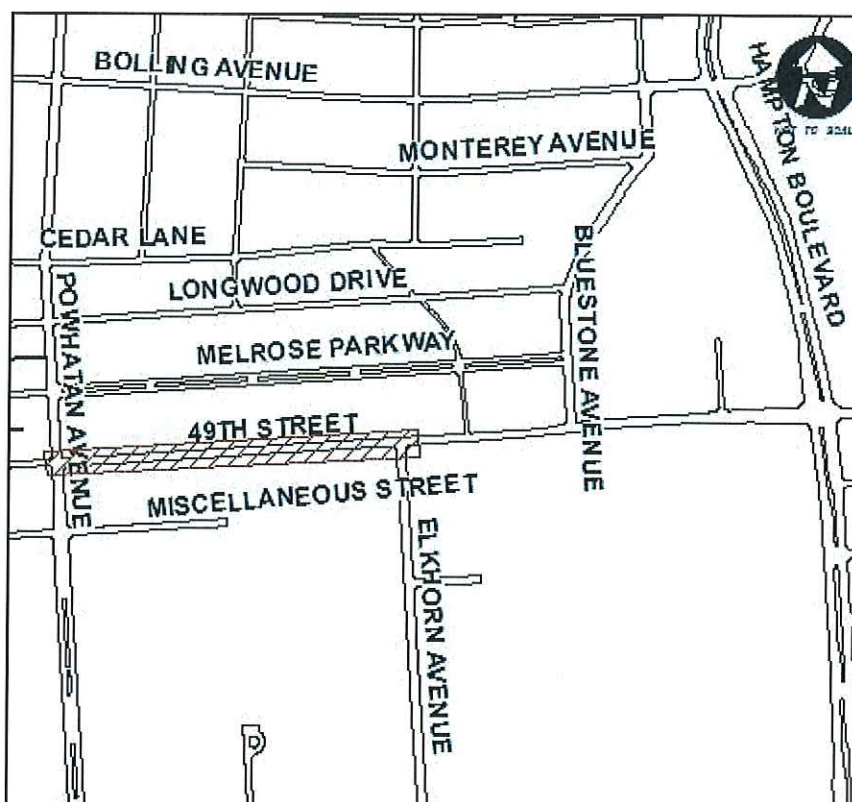 BOLLING AVENUE
HAMPTON BOULEVARD
N
MONTEREY AVENUE
CEDAR LANE
BLUESTONE AVENUE
LONGWOOD DRIVE
POWHATAN AVENUE
MELROSE PARKWAY
49TH STREET
MISCELLANEOUS STREET
ELKHORN AVENUE